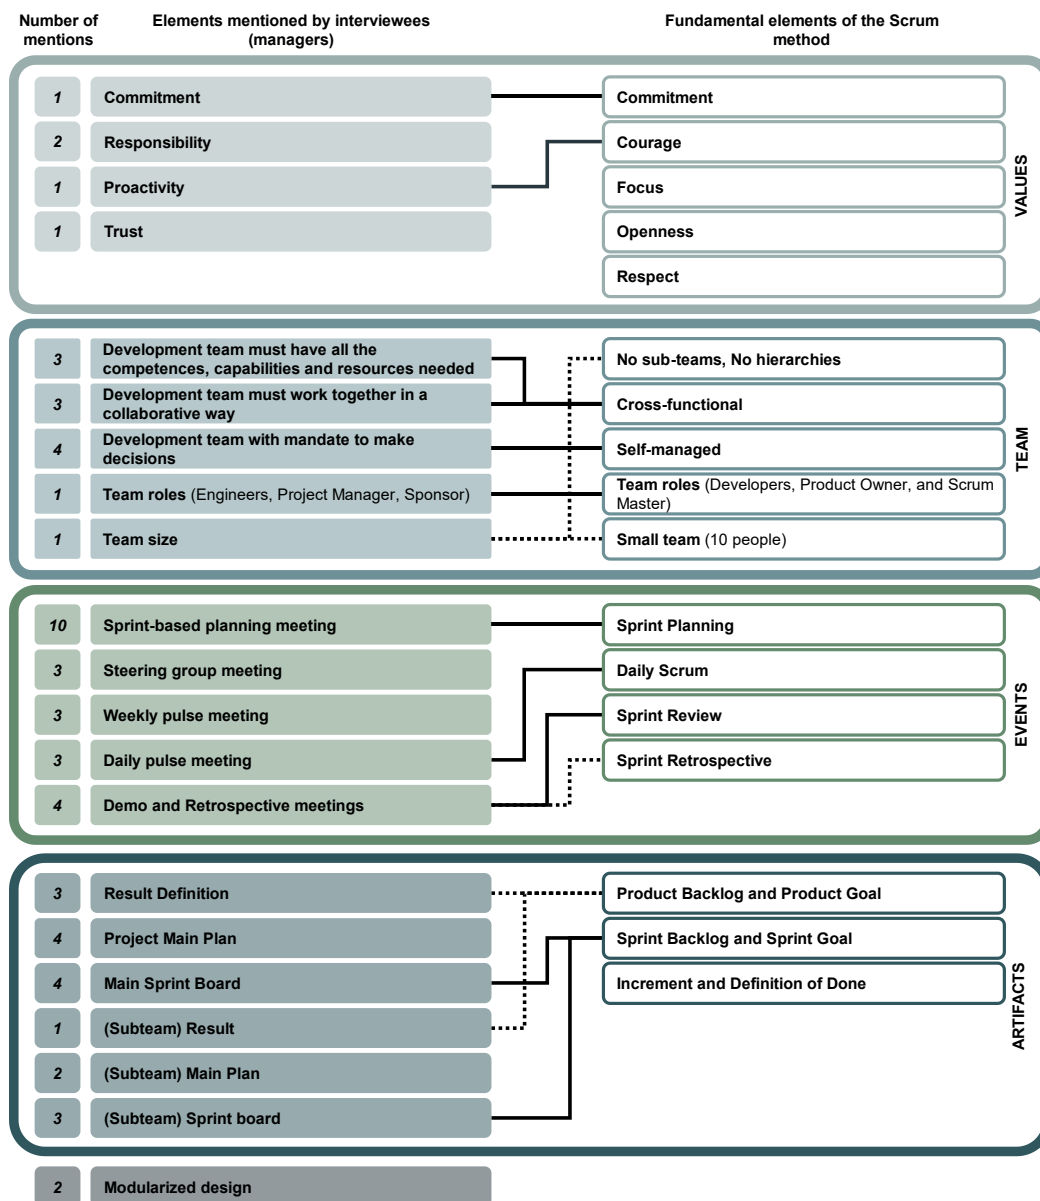 Number of mentions
Elements mentioned by interviewees (managers)
Fundamental elements of the Scrum method
1 Commitment Commitment
2 Responsibility Courage
1 Proactivity Focus
1 Trust Openness
Respect
VALUES
3 Development team must have all the competences, capabilities and resources needed No sub-teams, No hierarchies
3 Development team must work together in a collaborative way Cross-functional
4 Development team with mandate to make decisions Self-managed
1 Team roles (Engineers, Project Manager, Sponsor) Team roles (Developers, Product Owner, and Scrum Master)
1 Team size Small team (10 people)
TEAM
10 Sprint-based planning meeting Sprint Planning
3 Steering group meeting Daily Scrum
3 Weekly pulse meeting Sprint Review
3 Daily pulse meeting Sprint Retrospective
4 Demo and Retrospective meetings
EVENTS
3 Result Definition Product Backlog and Product Goal
4 Project Main Plan Sprint Backlog and Sprint Goal
4 Main Sprint Board Increment and Definition of Done
1 (Subteam) Result
2 (Subteam) Main Plan
3 (Subteam) Sprint board
ARTIFACTS
2 Modularized design